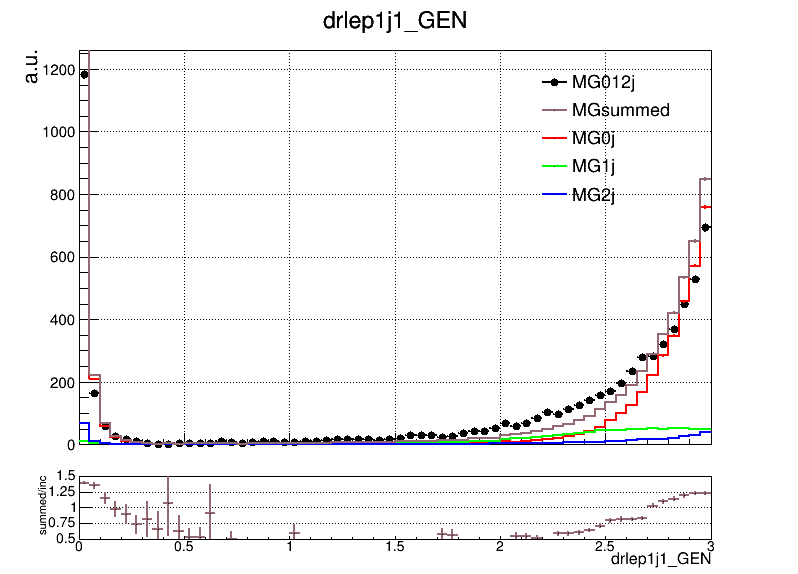 drlep1j1_GEN
a.u.
1200
1000
800
600
400
200
0
MG012j
MGsummed
MG0j
MG1j
MG2j
summed/inc
1.5
1.25
1
0.75
0.5
0 0.5 1 1.5 2 2.5 3
drlep1j1_GEN